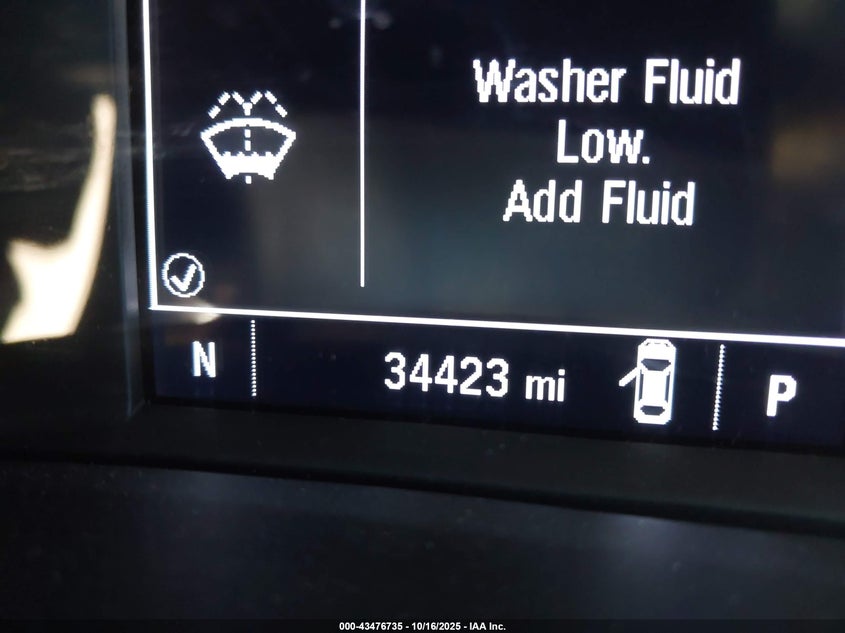 Washer Fluid
Low.
Add Fluid
N 34423 mi P
000-43476735 - 10/16/2025 - IAA Inc.